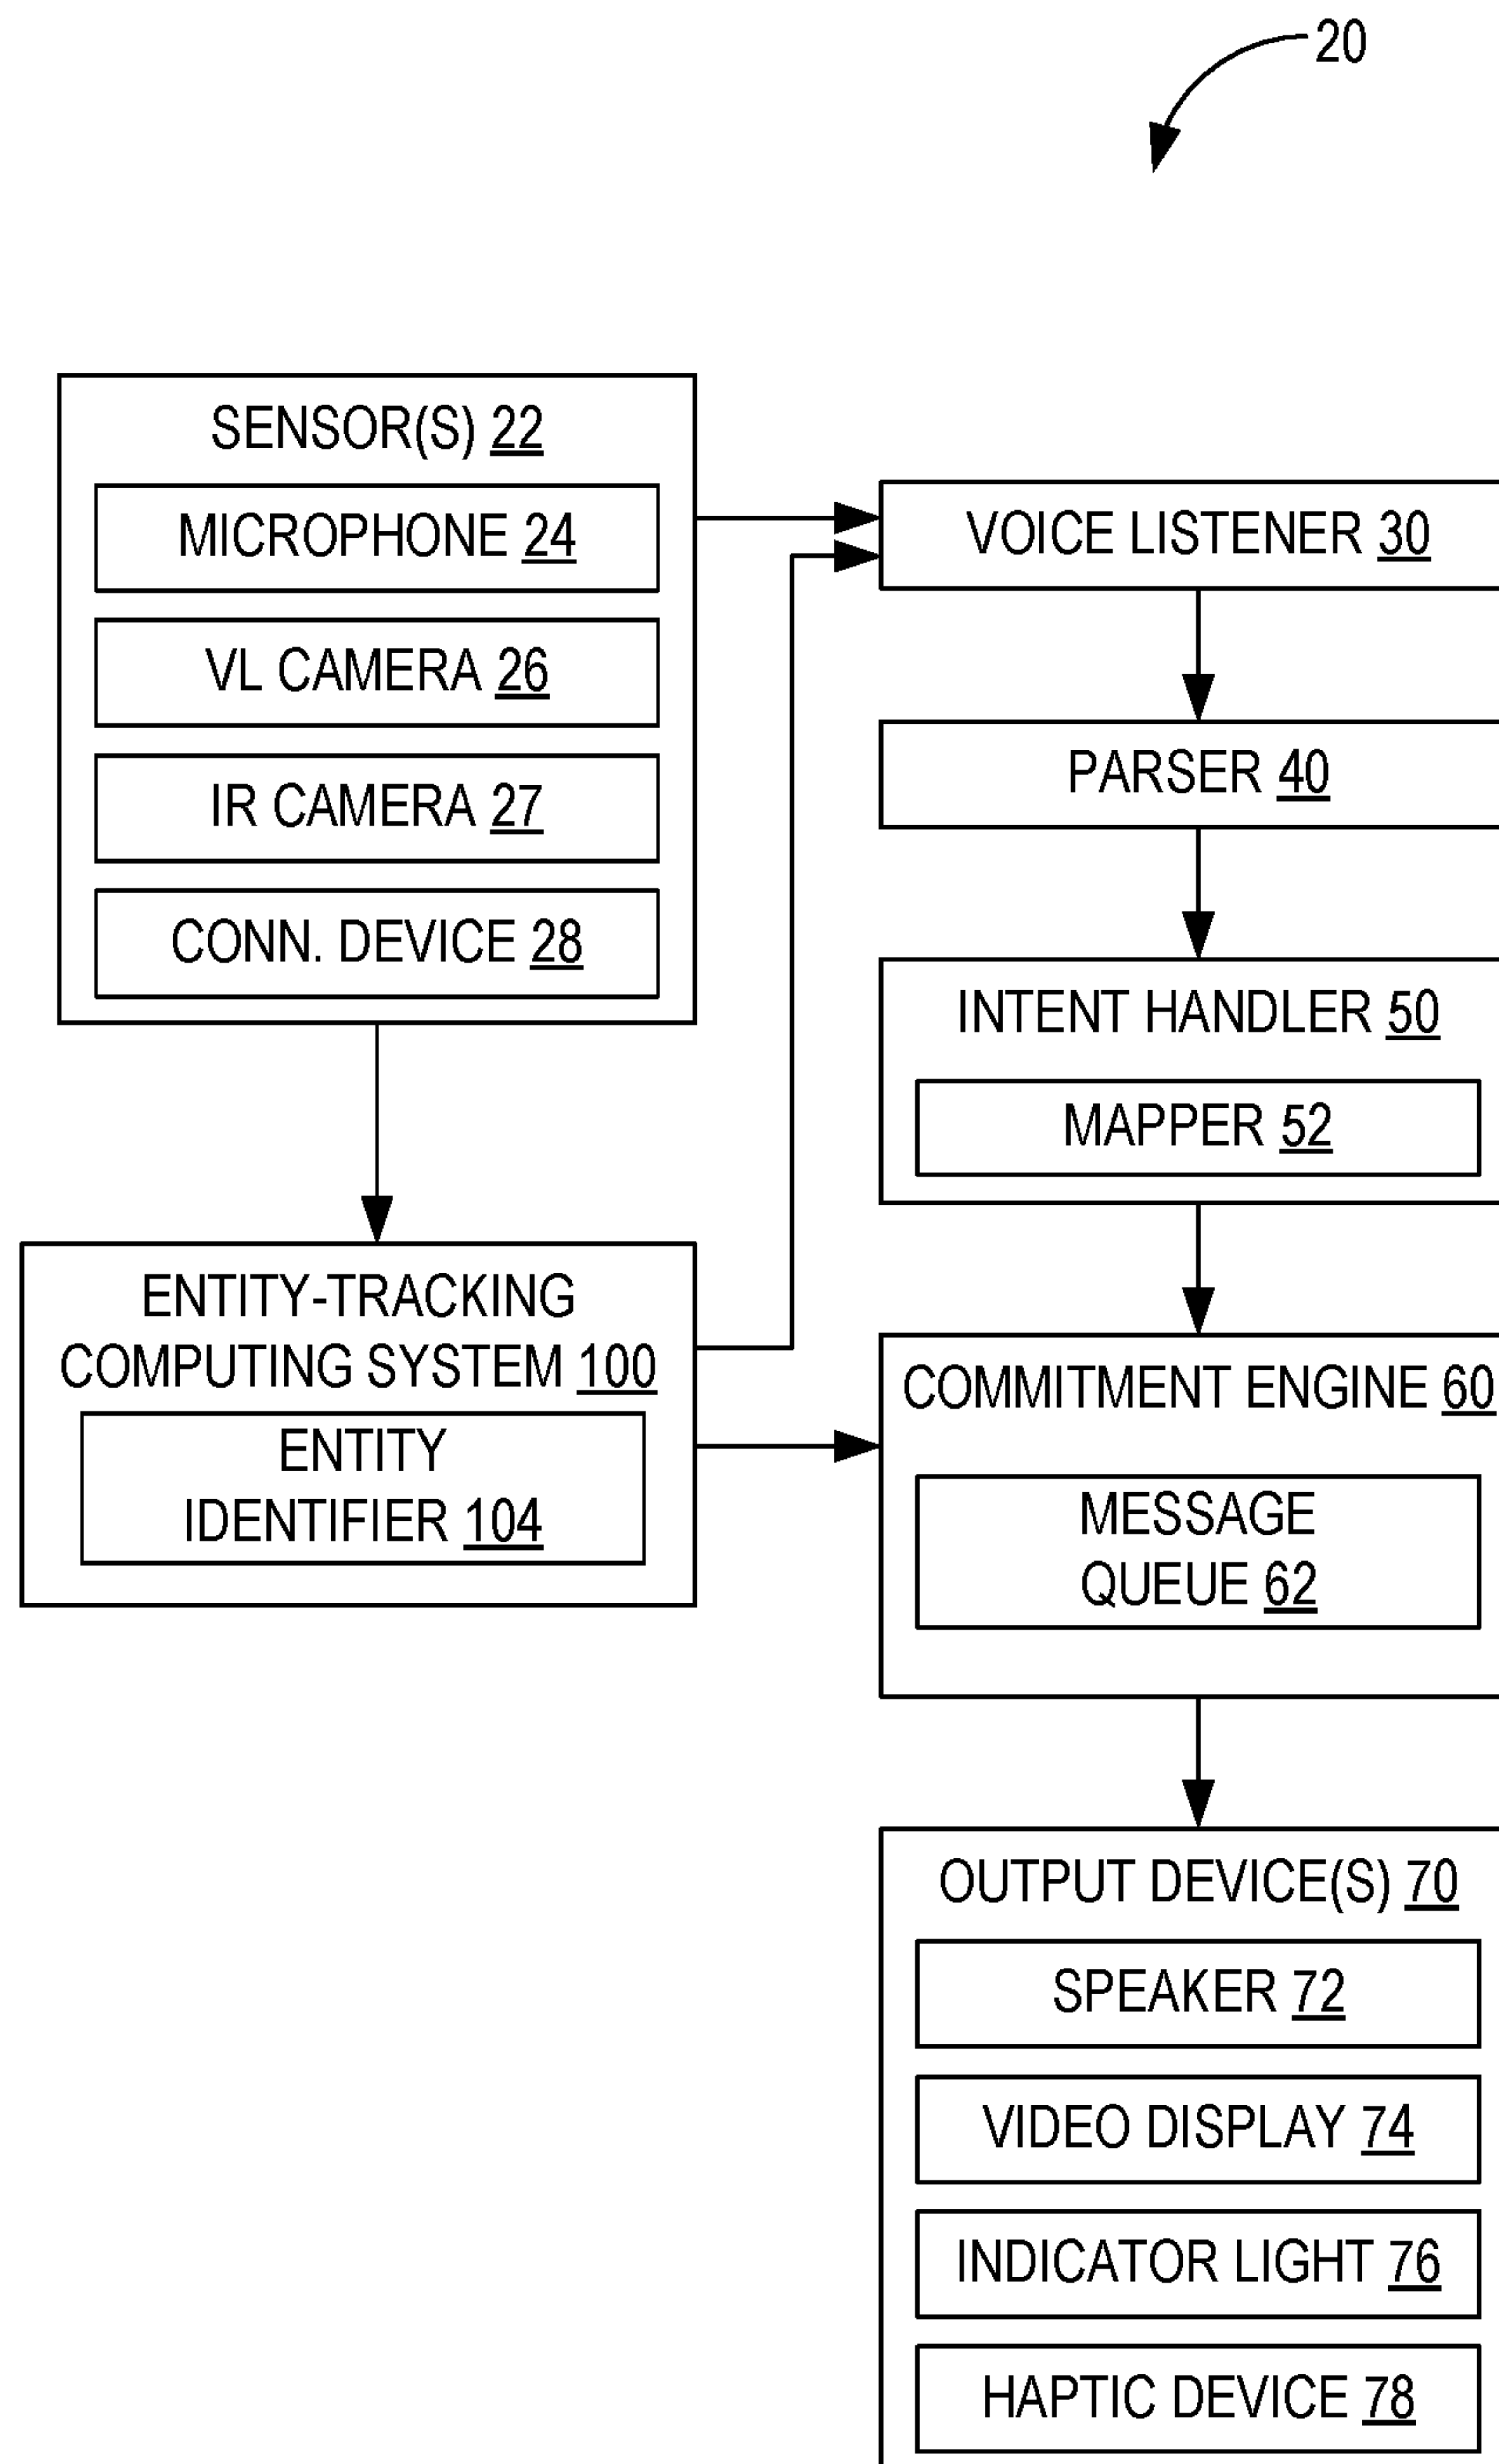 20
SENSOR(S) 22
MICROPHONE 24
VL CAMERA 26
IR CAMERA 27
CONN. DEVICE 28
ENTITY-TRACKING
COMPUTING SYSTEM 100
ENTITY
IDENTIFIER 104
VOICE LISTENER 30
PARSER 40
INTENT HANDLER 50
MAPPER 52
COMMITMENT ENGINE 60
MESSAGE
QUEUE 62
OUTPUT DEVICE(S) 70
SPEAKER 72
VIDEO DISPLAY 74
INDICATOR LIGHT 76
HAPTIC DEVICE 78